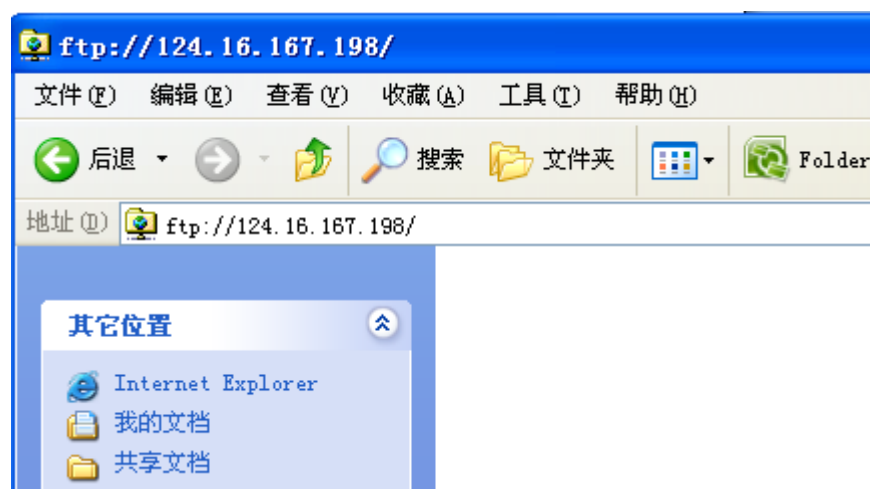 ftp://124.16.167.198/
文件(F) 编辑(E) 查看(V) 收藏(A) 工具(T) 帮助(H)
后退 搜索 文件夹 Folder
地址(D) ftp://124.16.167.198/
其它位置
Internet Explorer
我的文档
共享文档